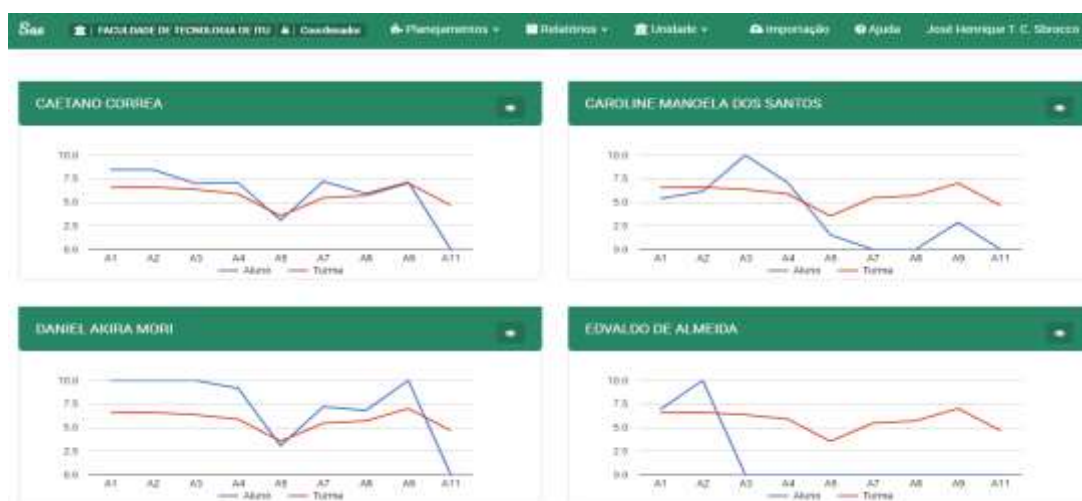 Sae FACULDADE DE TECNOLOGIA DE ITU Coordenador Planejamentos Relatórios Unidade Importação Ajuda José Henrique T. C. Sbrocco
CAETANO CORREA
10.0
7.5
5.0
2.5
0.0
A1 A2 A3 A4 A6 A7 A8 A9 A11
Aluno Turma
CAROLINE MANOELA DOS SANTOS
10.0
7.5
5.0
2.5
0.0
A1 A2 A3 A4 A6 A7 A8 A9 A11
Aluno Turma
DANIEL AKIRA MORI
10.0
7.5
5.0
2.5
0.0
A1 A2 A3 A4 A6 A7 A8 A9 A11
Aluno Turma
EDVALDO DE ALMEIDA
10.0
7.5
5.0
2.5
0.0
A1 A2 A3 A4 A6 A7 A8 A9 A11
Aluno Turma